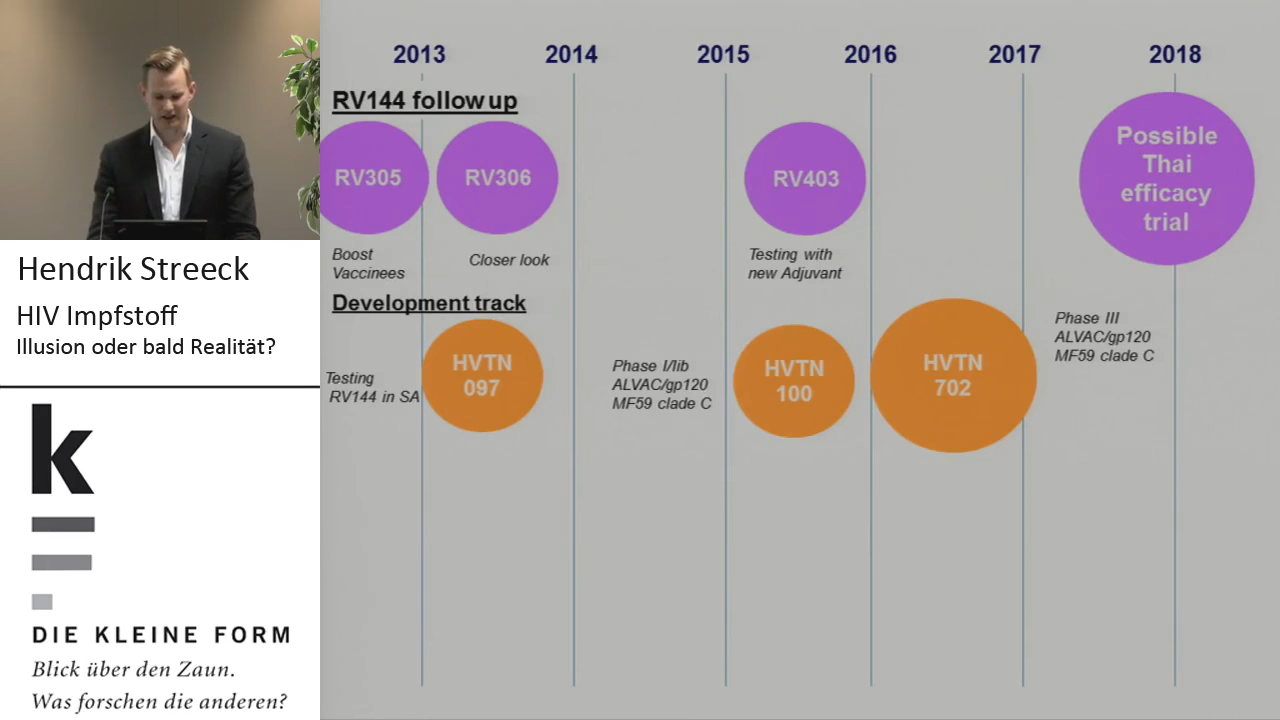 Hendrik Streeck
HIV Impfstoff
Illusion oder bald Realität?
k
DIE KLEINE FORM
Blick über den Zaun.
Was forschen die anderen?
2013 2014 2015 2016 2017 2018
RV144 follow up
RV305
RV306
RV403
Possible
Thai
efficacy
trial
Boost
Vaccinees
Closer look
Testing with
new Adjuvant
Development track
Testing
RV144 in SA
HVTN
097
Phase I/Iib
ALVAC/gp120
MF59 clade C
HVTN
100
HVTN
702
Phase III
ALVAC/gp120
MF59 clade C